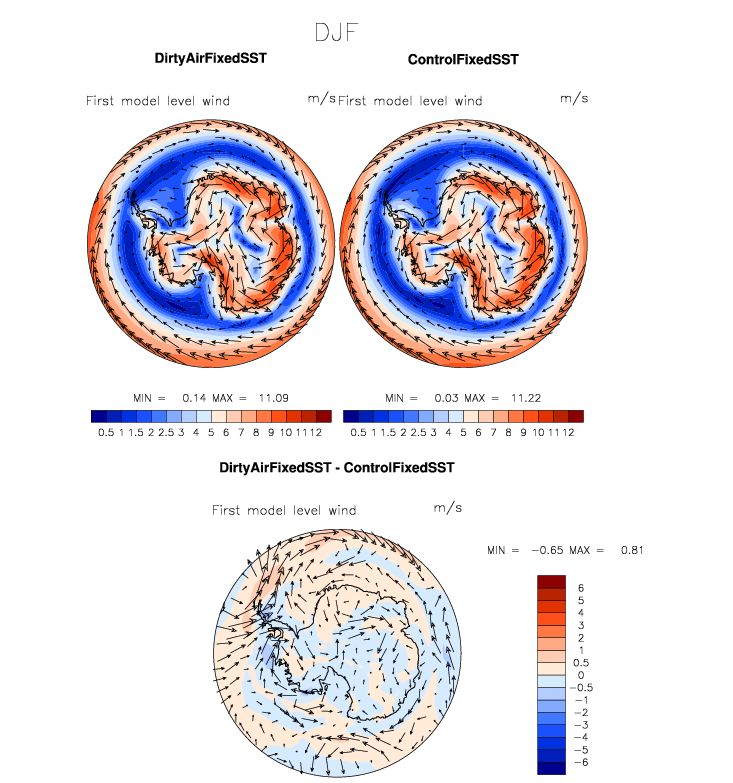 DJF
DirtyAirFixedSST ControlFixedSST
First model level wind m/s First model level wind m/s
MIN = 0.14 MAX = 11.09 MIN = 0.03 MAX = 11.22
0.5 1 1.5 2 2.5 3 4 5 6 7 8 9 10 11 12 0.5 1 1.5 2 2.5 3 4 5 6 7 8 9 10 11 12
DirtyAirFixedSST - ControlFixedSST
First model level wind m/s
MIN = -0.65 MAX = 0.81
6
5
4
3
2
1
0.5
0
-0.5
-1
-2
-3
-4
-5
-6